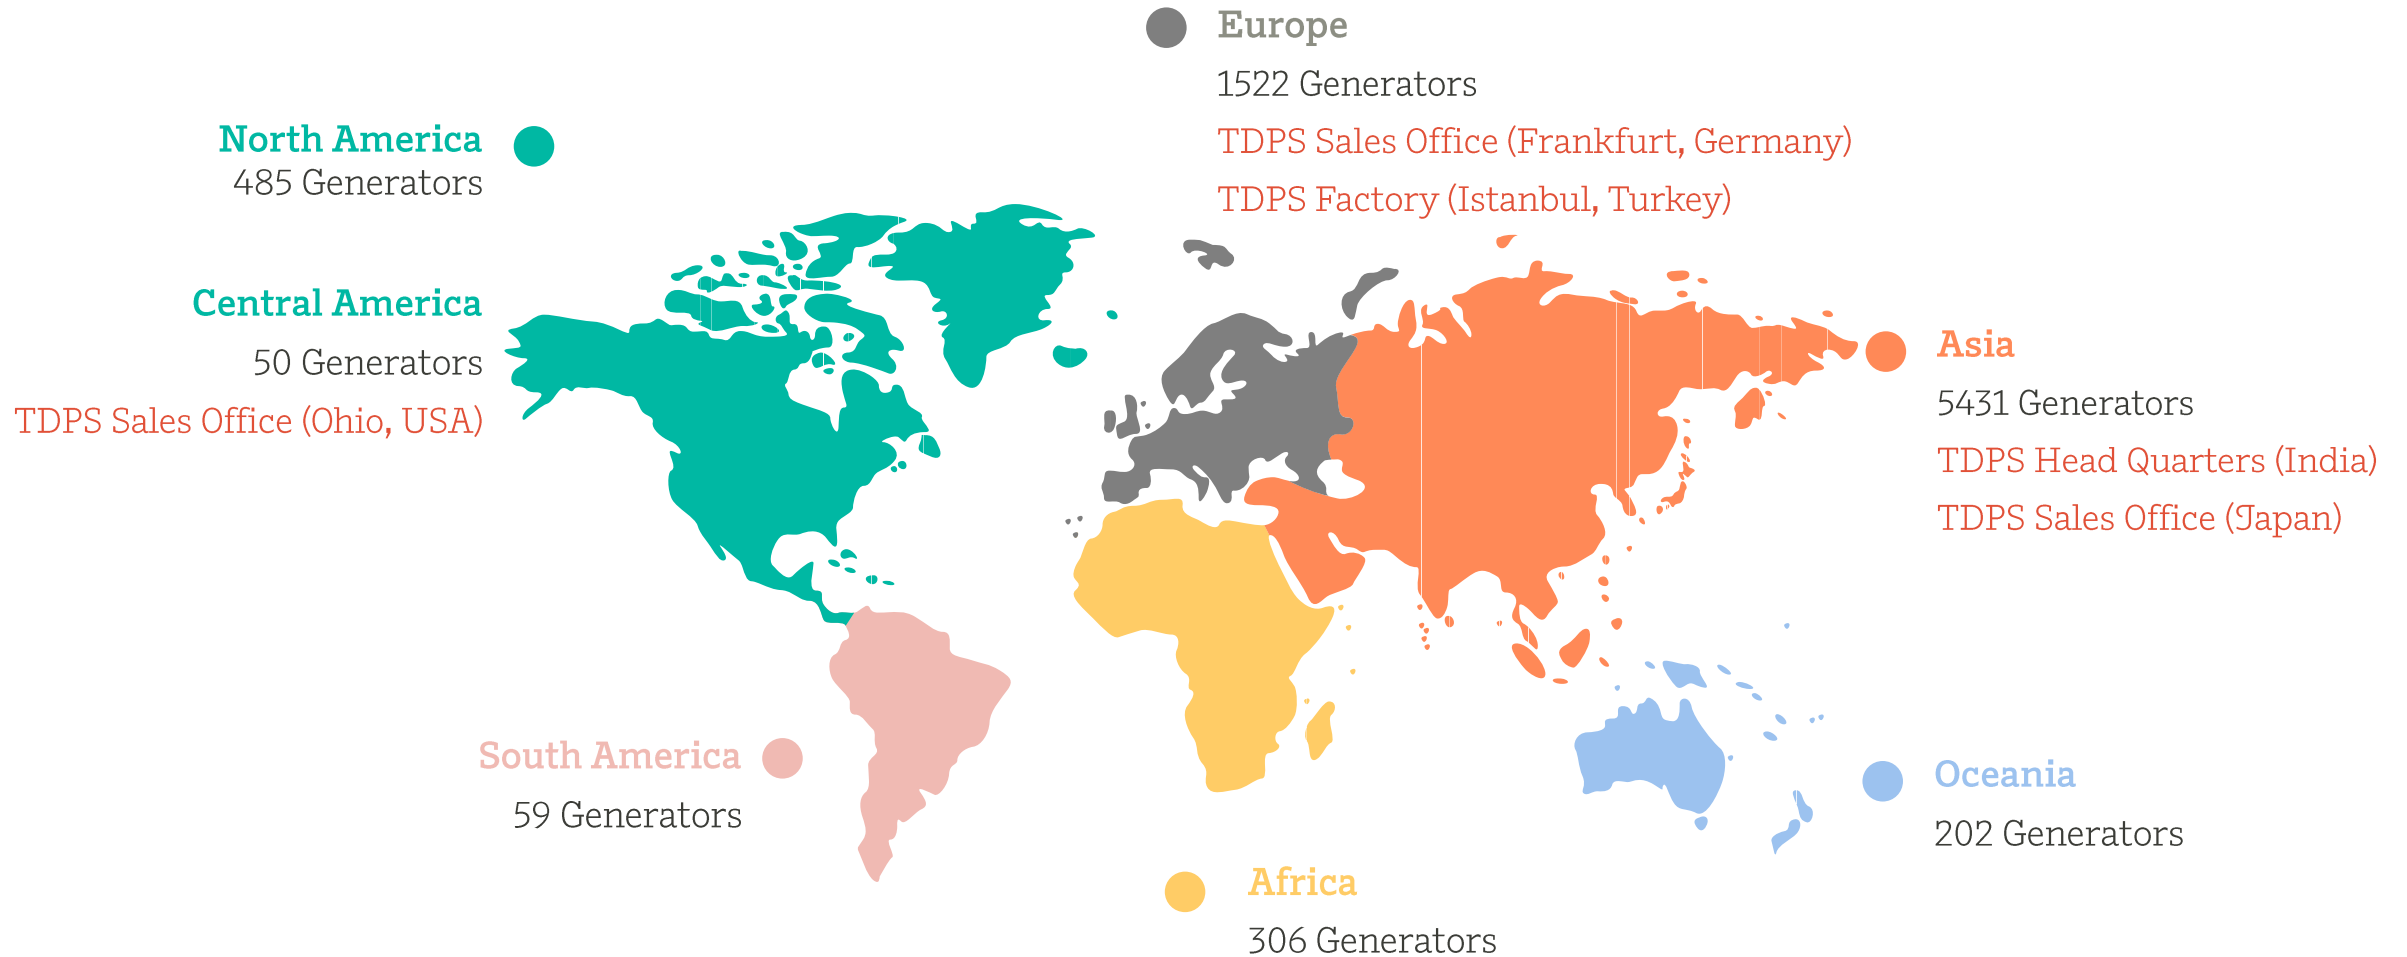 Europe
1522 Generators
TDPS Sales Office (Frankfurt, Germany)
TDPS Factory (Istanbul, Turkey)
North America
485 Generators
Central America
50 Generators
TDPS Sales Office (Ohio, USA)
Asia
5431 Generators
TDPS Head Quarters (India)
TDPS Sales Office (Japan)
South America
59 Generators
Oceania
202 Generators
Africa
306 Generators